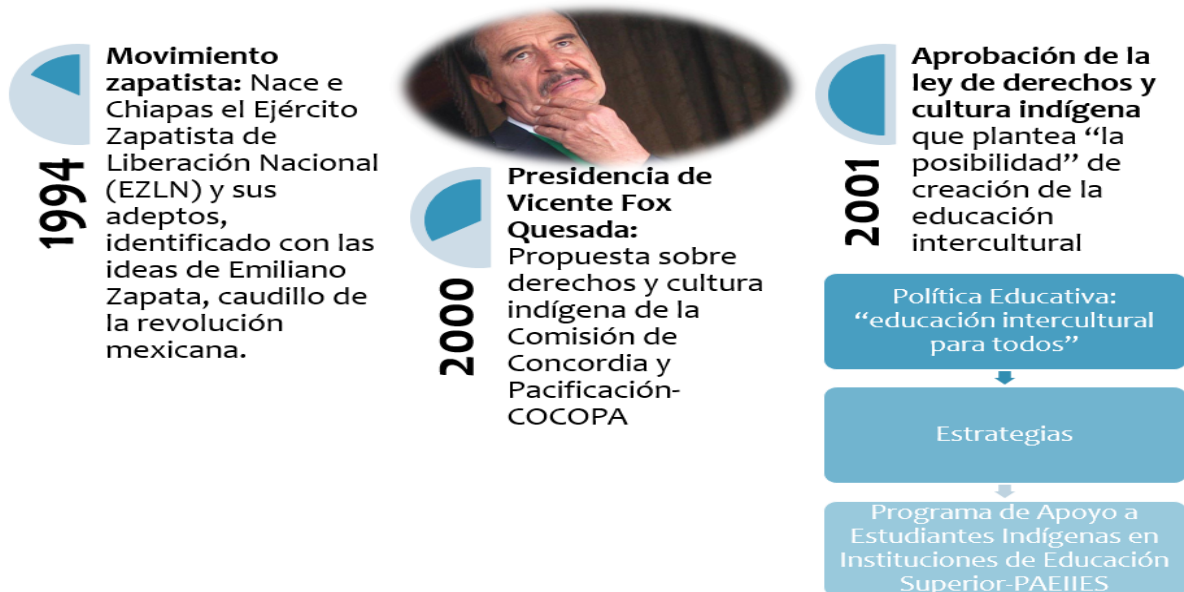 1994
Movimiento
zapatista: Nace e
Chiapas el Ejército
Zapatista de
Liberación Nacional
(EZLN) y sus
adeptos,
identificado con las
ideas de Emiliano
Zapata, caudillo de
la revolución
mexicana.
2000
Presidencia de
Vicente Fox
Quesada:
Propuesta sobre
derechos y cultura
indígena de la
Comisión de
Concordia y
Pacificación-
COCOPA
2001
Aprobación de la
ley de derechos y
cultura indígena
que plantea “la
posibilidad” de
creación de la
educación
intercultural
Política Educativa:
“educación intercultural
para todos”
Estrategias
Programa de Apoyo a
Estudiantes Indígenas en
Instituciones de Educación
Superior-PAEIIES